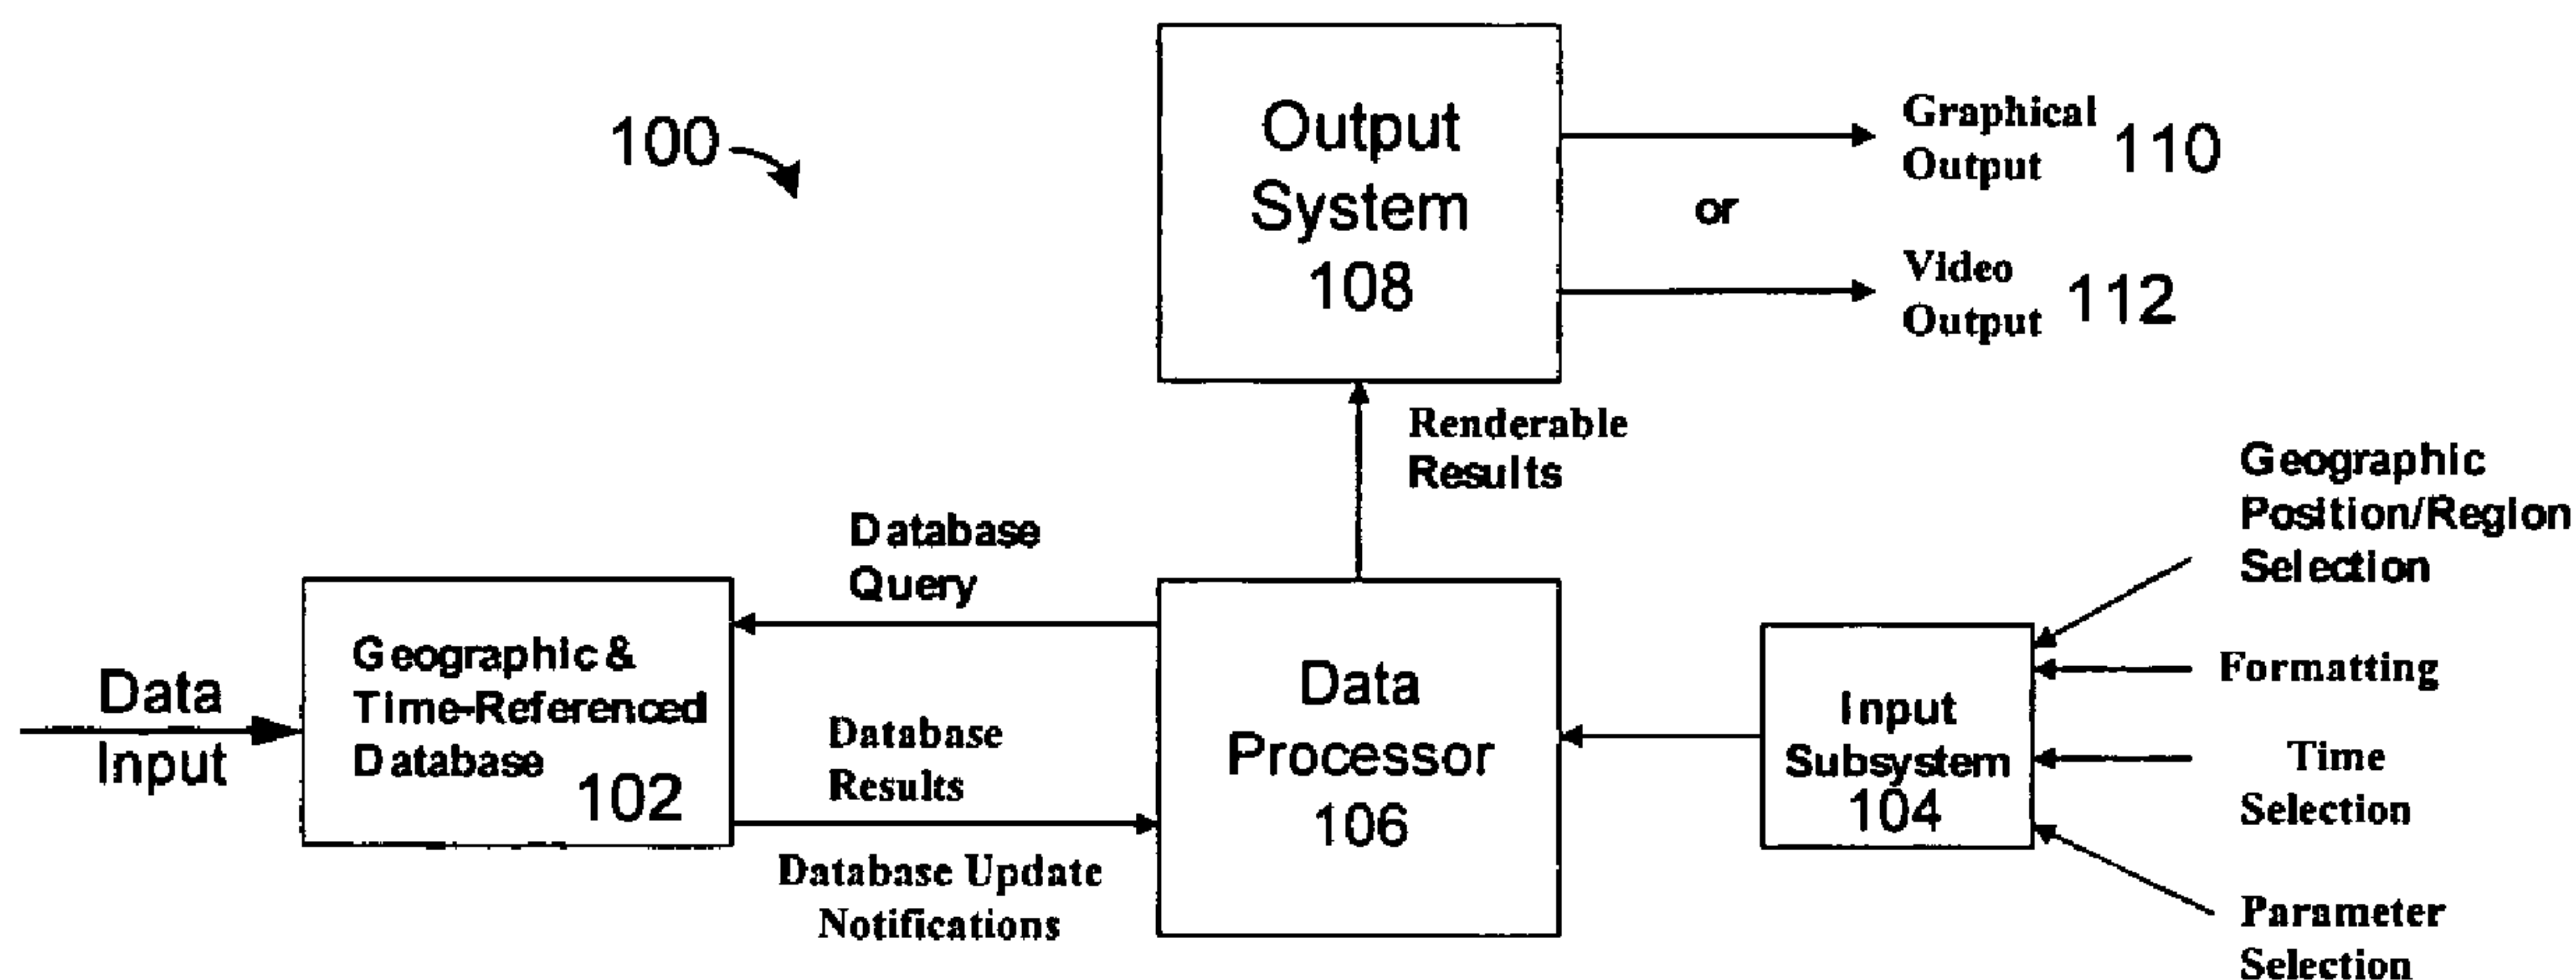 100
Output
System
108
Graphical
Output 110
or
Video
Output 112
Renderable
Results
Geographic
Position/Region
Selection
Formatting
Time
Selection
Parameter
Selection
Database
Query
Data
Input
Geographic &
Time-Referenced
Database
102
Database
Results
Database Update
Notifications
Data
Processor
106
Input
Subsystem
104